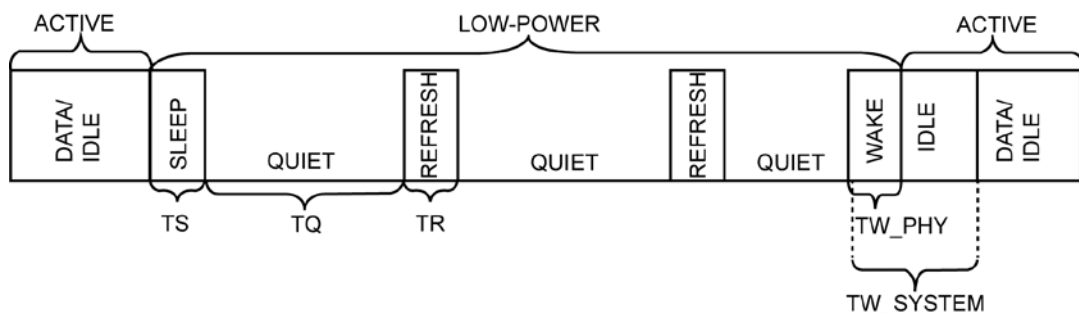 ACTIVE
LOW-POWER
ACTIVE
DATA/
IDLE
SLEEP
QUIET
REFRESH
QUIET
REFRESH
QUIET
WAKE
IDLE
DATA/
IDLE
TS
TQ
TR
TW_PHY
TW_SYSTEM